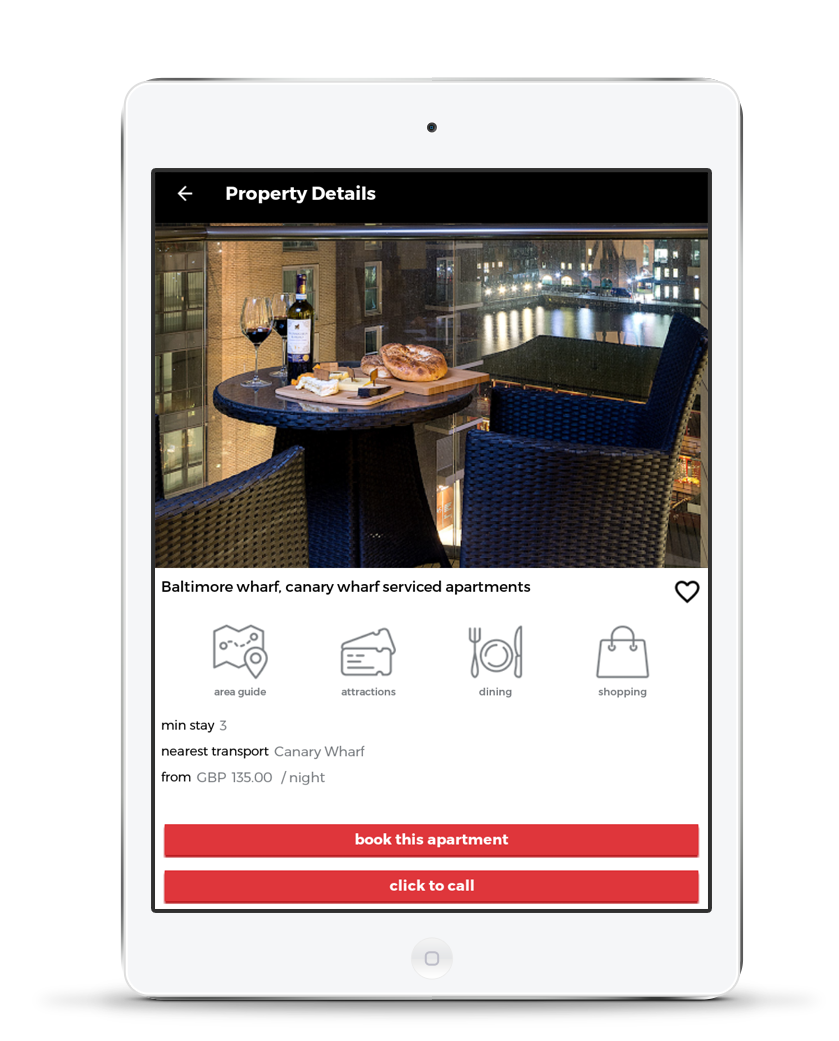 Property Details
Baltimore wharf, canary wharf serviced apartments
area guide attractions dining shopping
min stay 3
nearest transport Canary Wharf
from GBP 135.00 / night
book this apartment
click to call